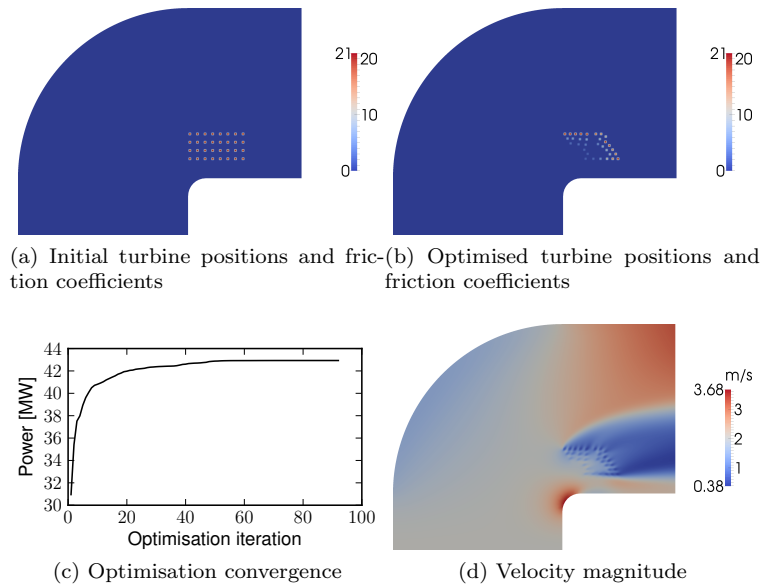 21 20
10
0
21 20
10
0
(a) Initial turbine positions and fric-
tion coefficients
(b) Optimised turbine positions and
friction coefficients
44
42
40
38
36
34
32
30
Power [MW]
0 20 40 60 80 100
Optimisation iteration
(c) Optimisation convergence
m/s
3.68
3
2
1
0.38
(d) Velocity magnitude